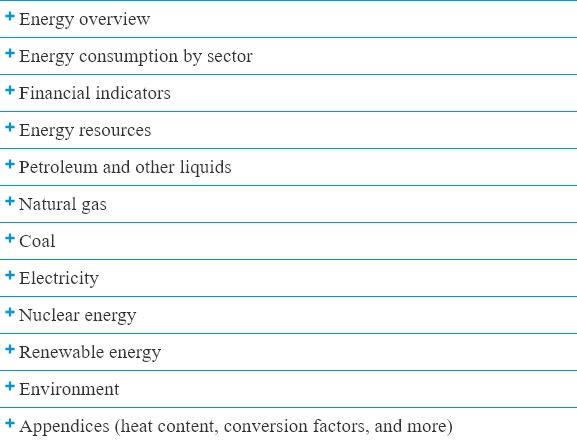 Energy overview
Energy consumption by sector
Financial indicators
Energy resources
Petroleum and other liquids
Natural gas
Coal
Electricity
Nuclear energy
Renewable energy
Environment
Appendices (heat content, conversion factors, and more)